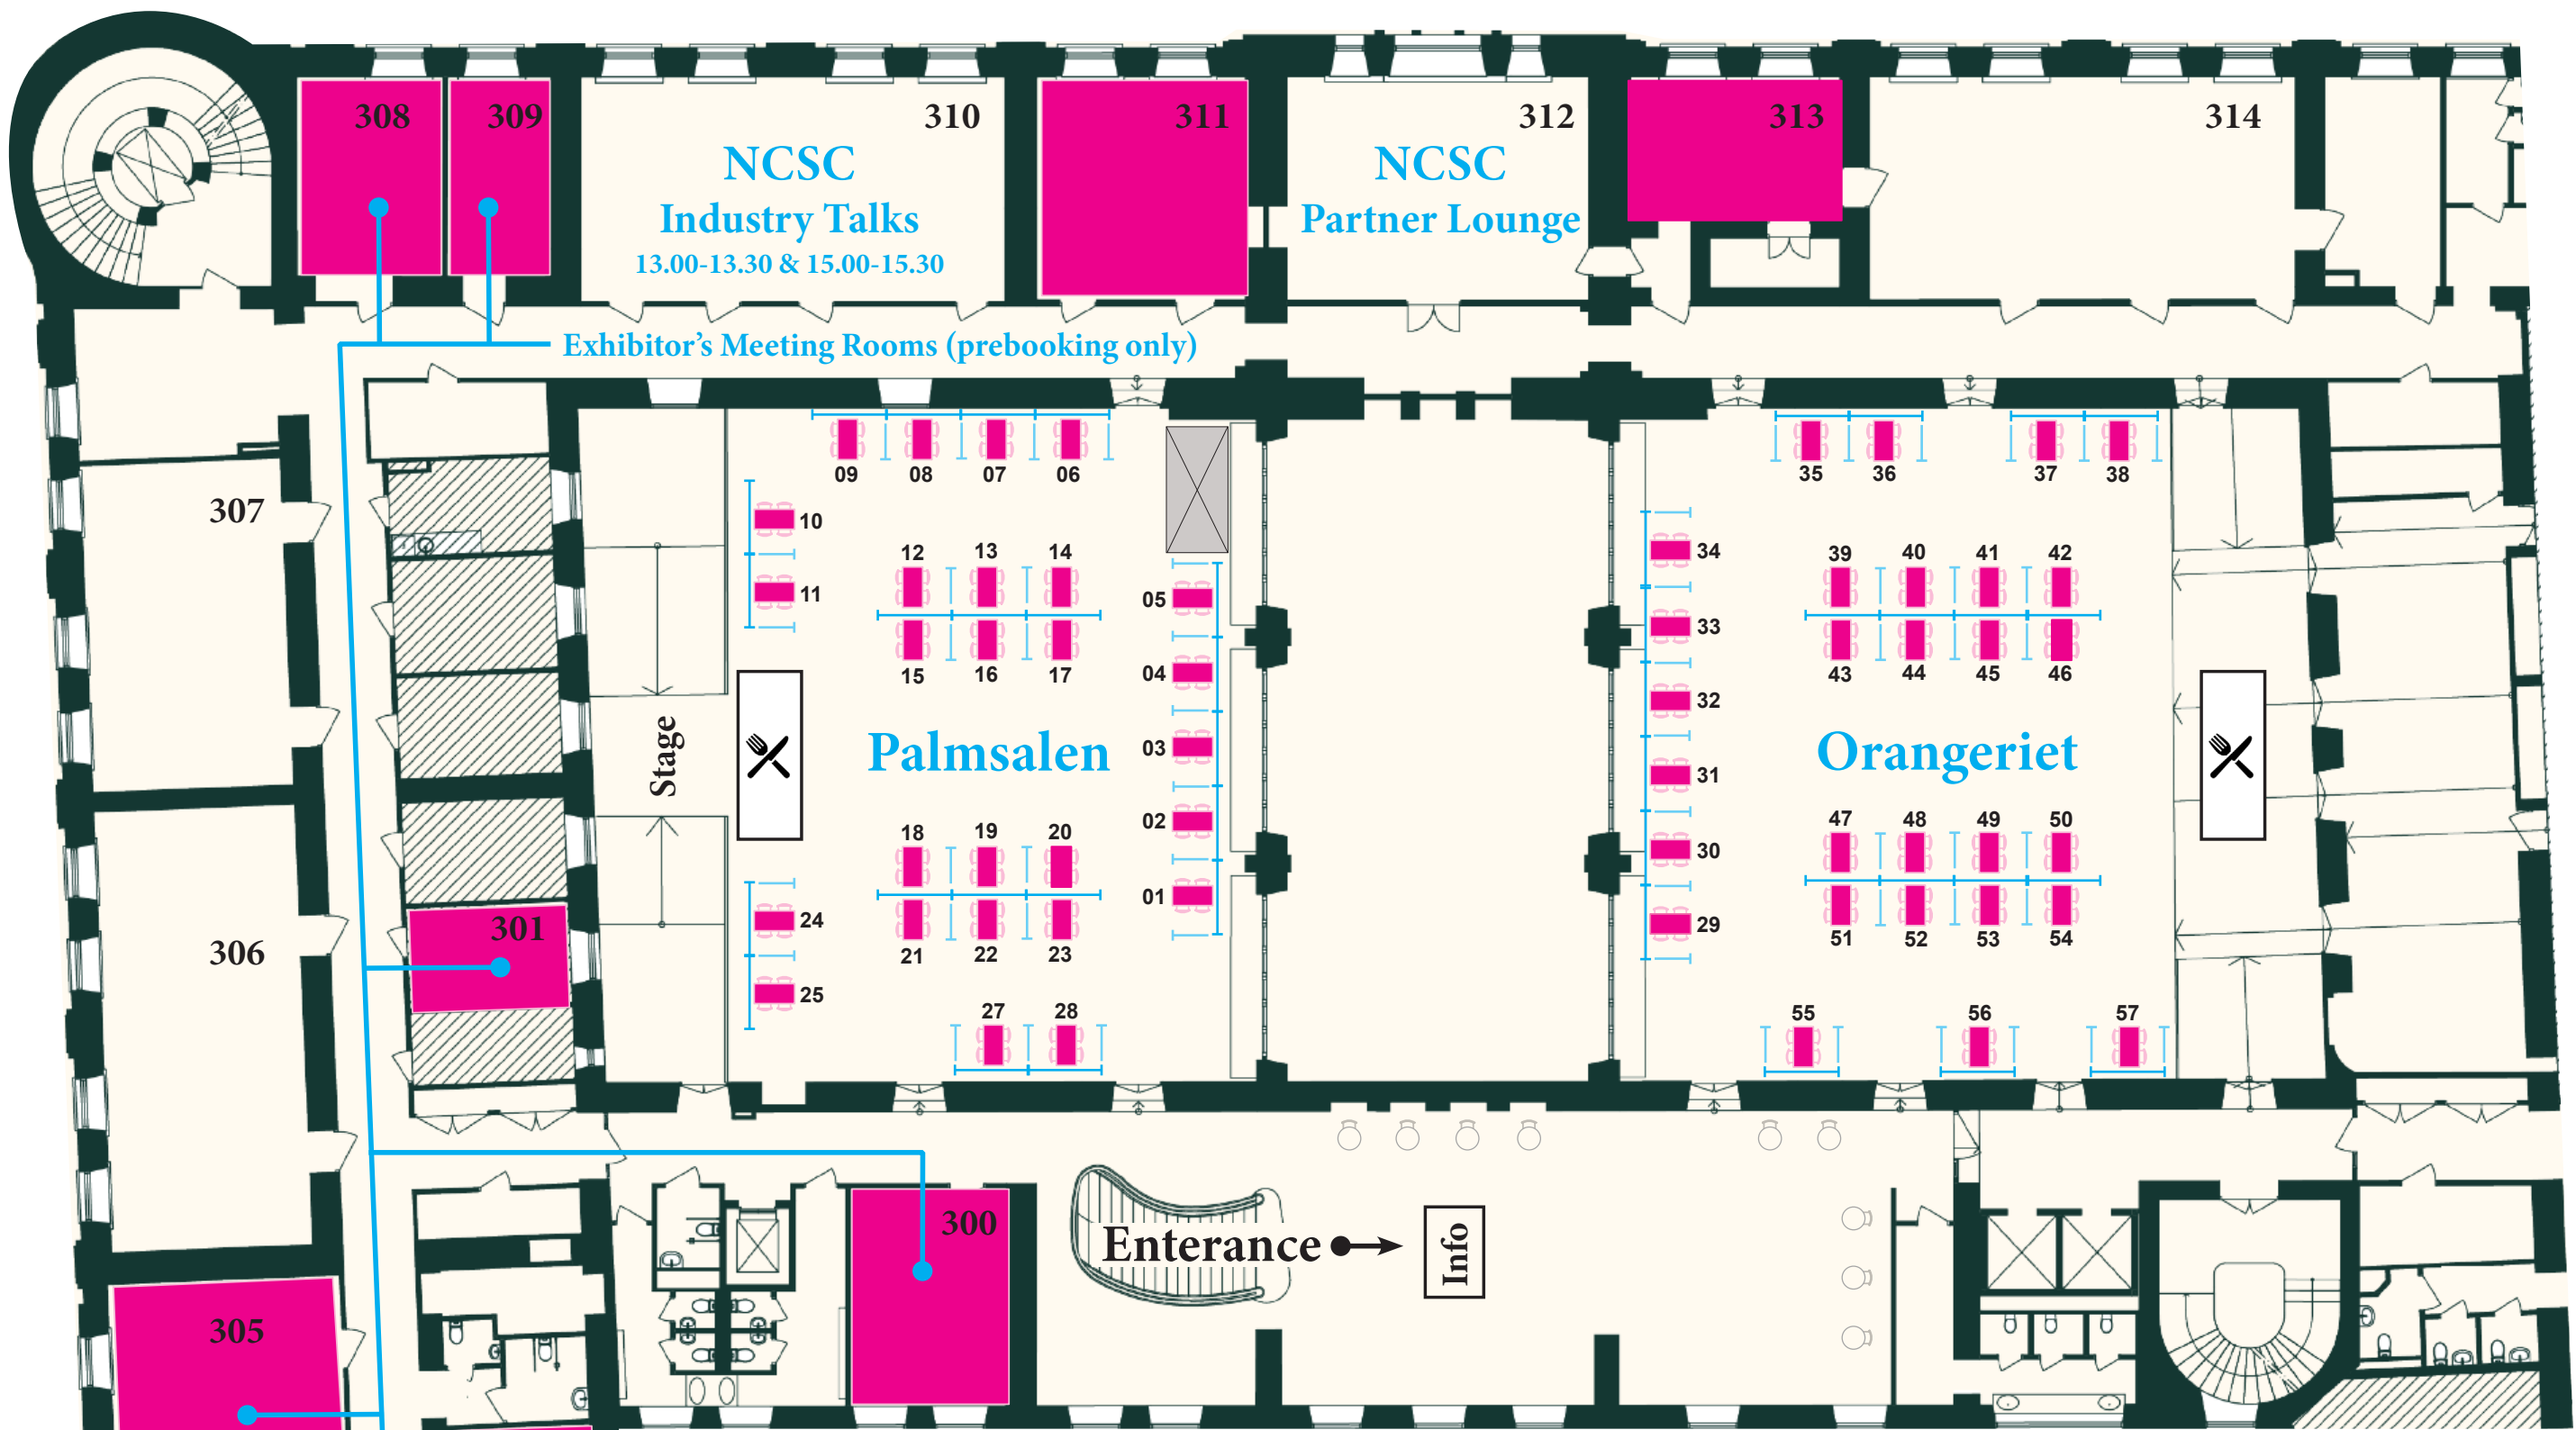 308
309
310
311
312
313
314
NCSC
Industry Talks
13.00-13.30 & 15.00-15.30
NCSC
Partner Lounge
Exhibitor’s Meeting Rooms (prebooking only)
307
306
301
305
300
09 08 07 06
10
11
12 13 14
15 16 17
05
04
03
02
01
Stage
Palmsalen
18 19 20
21 22 23
24
25
27 28
35 36 37 38
34
33
32
31
30
29
39 40 41 42
43 44 45 46
Orangeriet
47 48 49 50
51 52 53 54
55 56 57
Enterance
Info